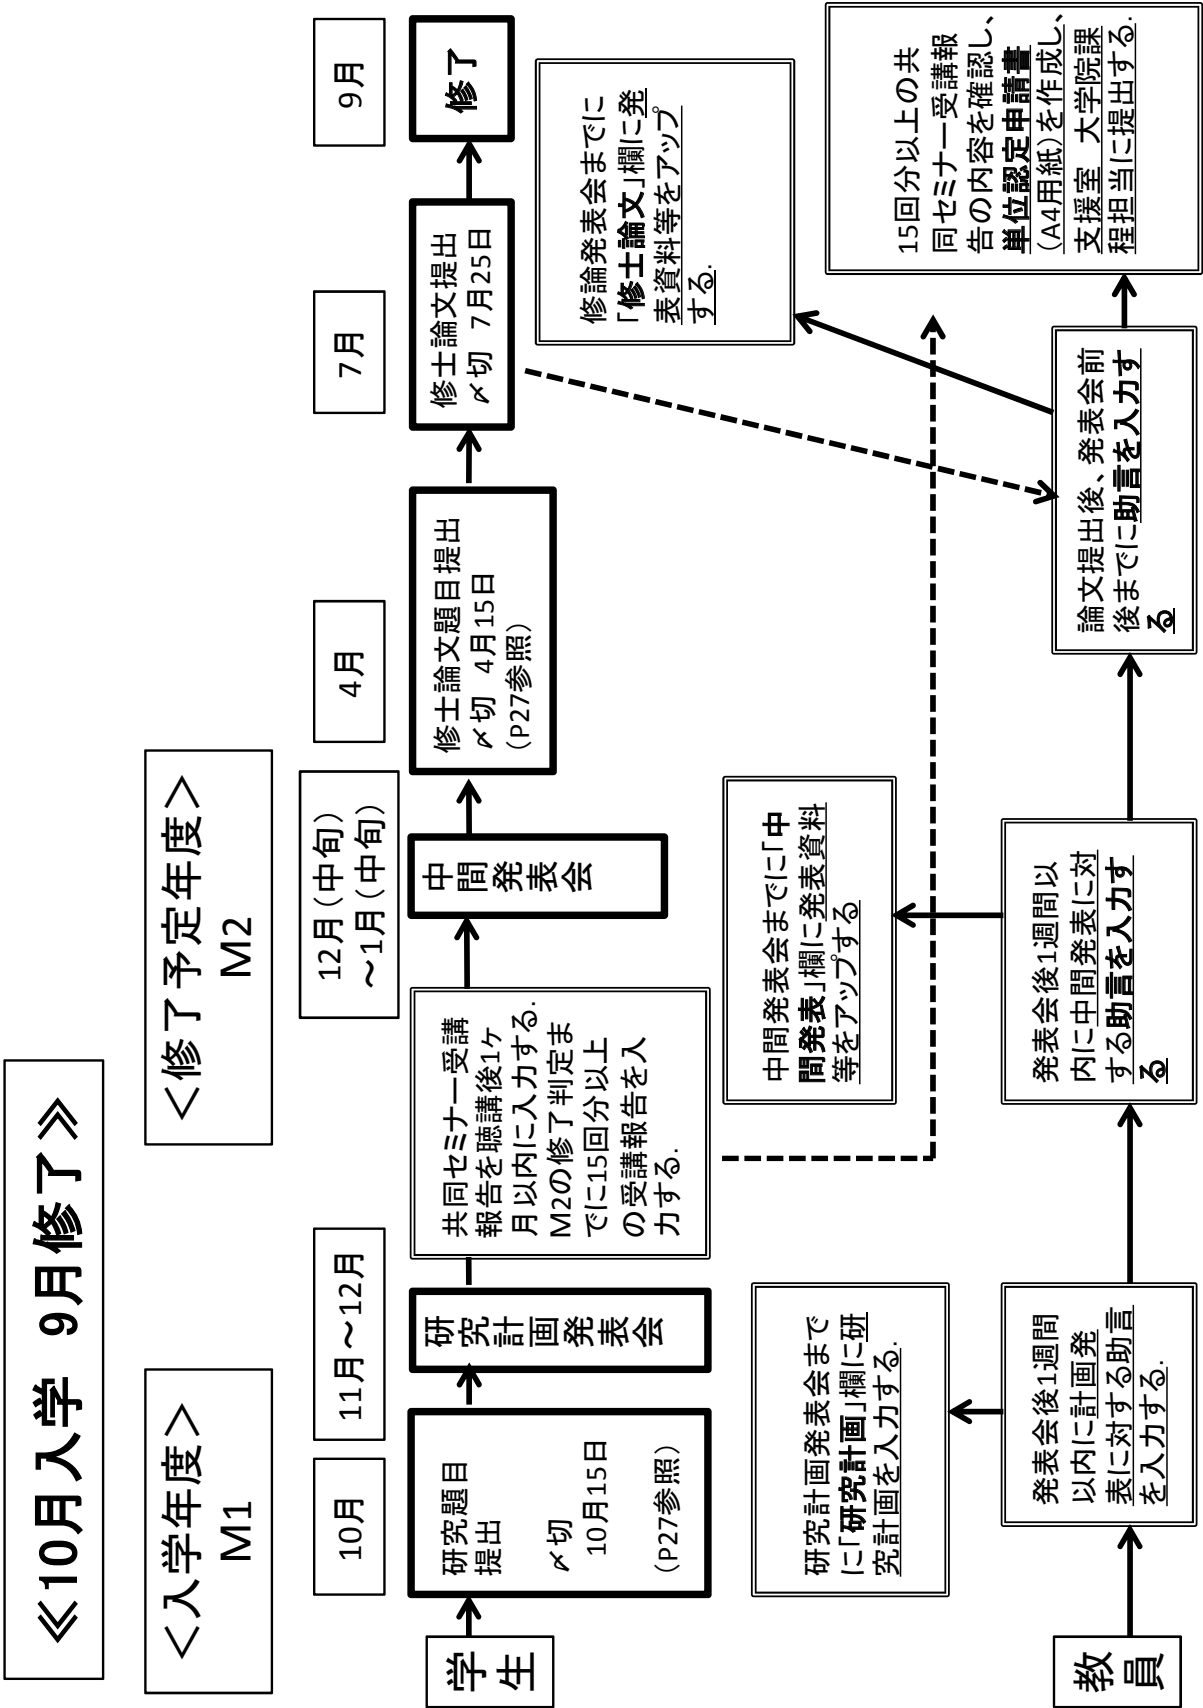 ≪10月入学　9月修了≫
＜入学年度＞
M1
＜修了予定年度＞
M2
10月
11月～12月
12月（中旬）
～1月（中旬）
4月
7月
9月
学
生
研究題目
提出
〆切
10月15日
（P27参照）
研究計画発表会
共同セミナー受講
報告を聴講後1ヶ
月以内に入力する.
M2の修了判定ま
でに15回分以上
の受講報告を入
力する.
中間発表会
修士論文題目提出
〆切　4月15日
（P27参照）
修士論文提出
〆切　7月25日
修了
研究計画発表会まで
に「研究計画」欄に研
究計画を入力する.
中間発表会までに「中
間発表」欄に発表資料
等をアップする
修論発表会までに
「修士論文」欄に発
表資料等をアップ
する.
教
員
発表会後1週間
以内に計画発
表に対する助言
を入力する.
発表会後1週間以
内に中間発表に対
する助言を入力す
る
論文提出後、発表会前
後までに助言を入力す
る
15回分以上の共
同セミナー受講報
告の内容を確認し、
単位認定申請書
（A4用紙）を作成し、
支援室　大学院課
程担当に提出する.